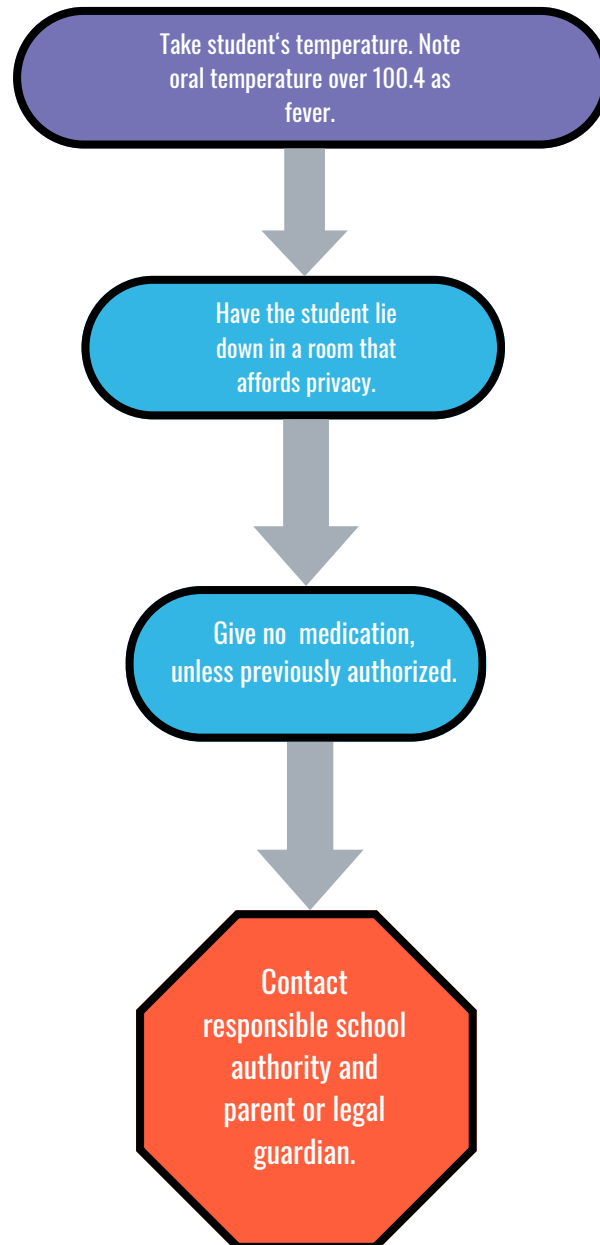 Take student‘s temperature. Note
oral temperature over 100.4 as
fever.
Have the student lie
down in a room that
affords privacy.
Give no  medication,
unless previously authorized.
Contact
responsible school
authority and
parent or legal
guardian.